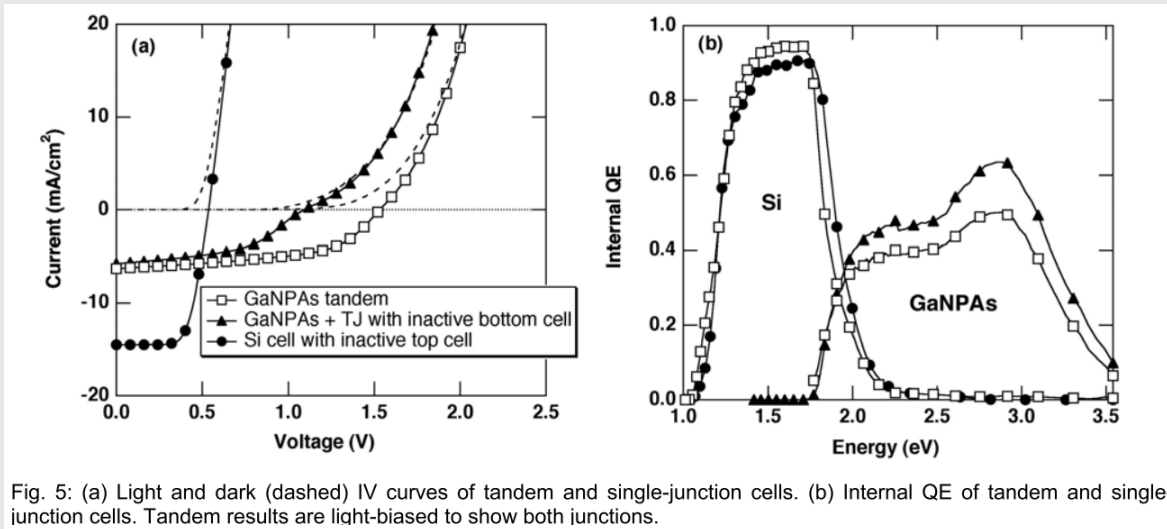 20
10
0
-10
-20
Current (mA/cm²)
(a)
GaNPAs tandem
GaNPAs + TJ with inactive bottom cell
Si cell with inactive top cell
0.0 0.5 1.0 1.5 2.0 2.5
Voltage (V)
1.0
0.8
0.6
0.4
0.2
0.0
Internal QE
(b)
Si
GaNPAs
1.0 1.5 2.0 2.5 3.0 3.5
Energy (eV)
Fig. 5: (a) Light and dark (dashed) IV curves of tandem and single-junction cells. (b) Internal QE of tandem and single
junction cells. Tandem results are light-biased to show both junctions.